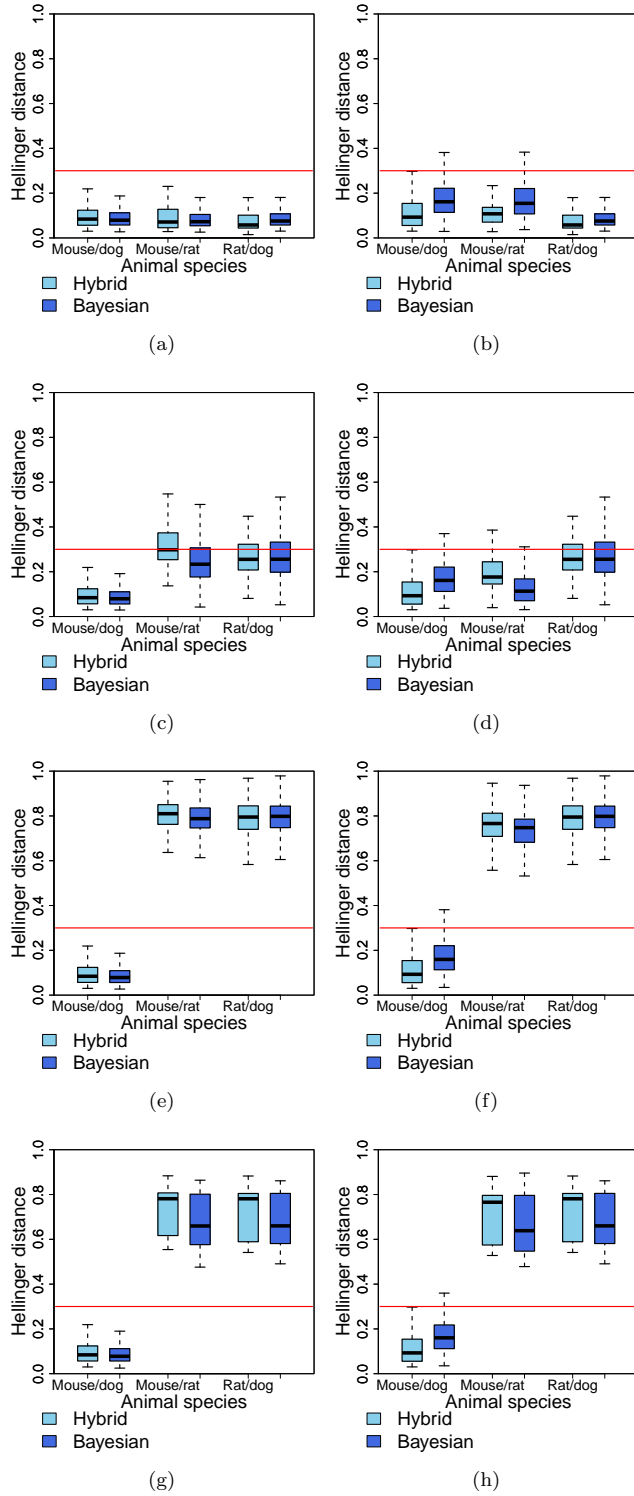 Hellinger distance
0.0 0.2 0.4 0.6 0.8 1.0
Mouse/dog Mouse/rat Rat/dog
Animal species
Hybrid
Bayesian
(a)
Hellinger distance
0.0 0.2 0.4 0.6 0.8 1.0
Mouse/dog Mouse/rat Rat/dog
Animal species
Hybrid
Bayesian
(b)
Hellinger distance
0.0 0.2 0.4 0.6 0.8 1.0
Mouse/dog Mouse/rat Rat/dog
Animal species
Hybrid
Bayesian
(c)
Hellinger distance
0.0 0.2 0.4 0.6 0.8 1.0
Mouse/dog Mouse/rat Rat/dog
Animal species
Hybrid
Bayesian
(d)
Hellinger distance
0.0 0.2 0.4 0.6 0.8 1.0
Mouse/dog Mouse/rat Rat/dog
Animal species
Hybrid
Bayesian
(e)
Hellinger distance
0.0 0.2 0.4 0.6 0.8 1.0
Mouse/dog Mouse/rat Rat/dog
Animal species
Hybrid
Bayesian
(f)
Hellinger distance
0.0 0.2 0.4 0.6 0.8 1.0
Mouse/dog Mouse/rat Rat/dog
Animal species
Hybrid
Bayesian
(g)
Hellinger distance
0.0 0.2 0.4 0.6 0.8 1.0
Mouse/dog Mouse/rat Rat/dog
Animal species
Hybrid
Bayesian
(h)